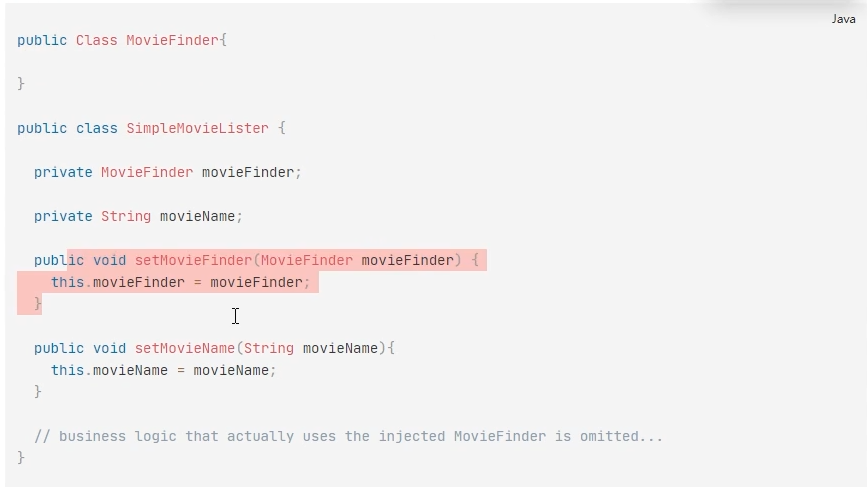 Java
public Class MovieFinder{
}
public class SimpleMovieLister {
private MovieFinder movieFinder;
private String movieName;
public void setMovieFinder(MovieFinder movieFinder) {
this.movieFinder = movieFinder;
}
public void setMovieName(String movieName){
this.movieName = movieName;
}
// business logic that actually uses the injected MovieFinder is omitted...
}